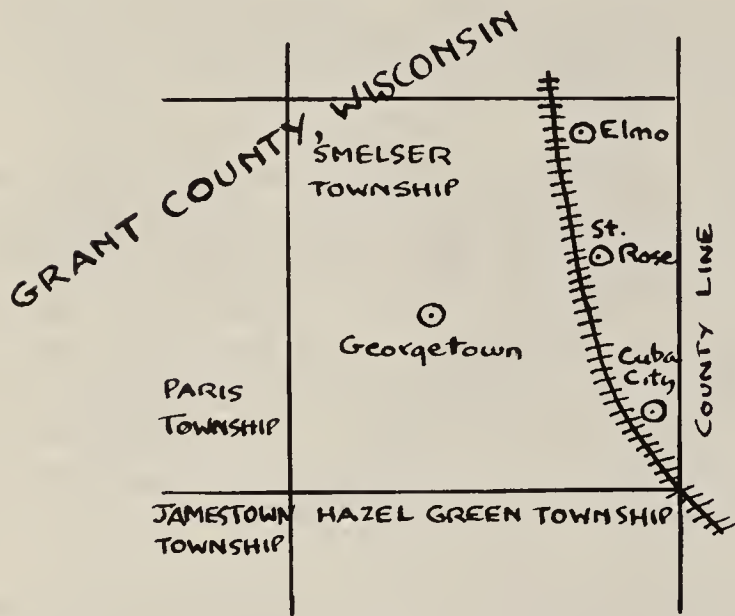 GRANT COUNTY, WISCONSIN
SMELSER
TOWNSHIP
Elmo
St.
Rose
Georgetown
Cuba
City
COUNTY LINE
PARIS
TOWNSHIP
JAMESTOWN
TOWNSHIP
HAZEL GREEN TOWNSHIP